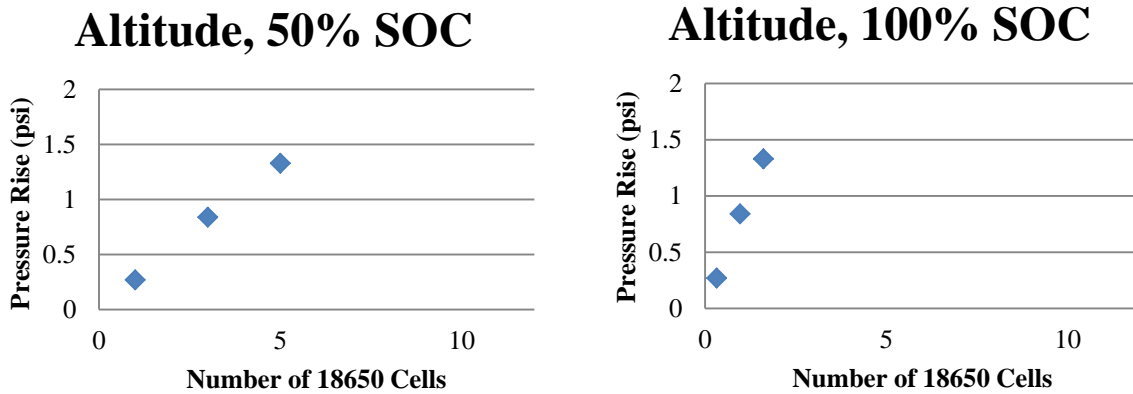 Altitude, 50% SOC
Pressure Rise (psi)
2
1.5
1
0.5
0
0 5 10
Number of 18650 Cells
Altitude, 100% SOC
Pressure Rise (psi)
2
1.5
1
0.5
0
0 5 10
Number of 18650 Cells